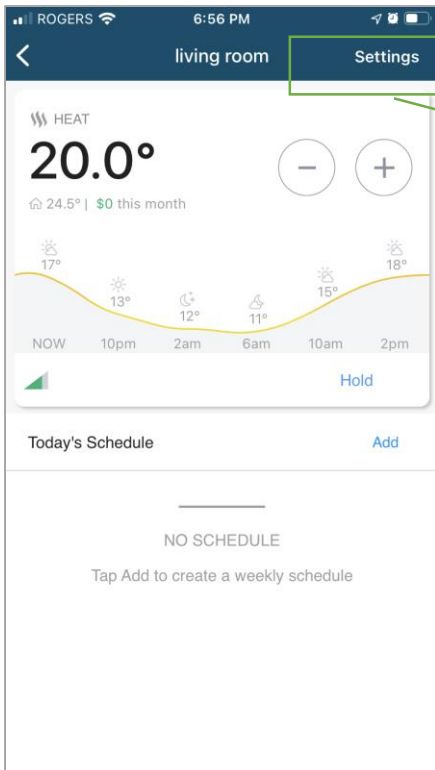 ROGERS 6:56 PM
living room Settings
HEAT
20.0°
24.5° | $0 this month
17° 13° 12° 11° 15° 18°
NOW 10pm 2am 6am 10am 2pm
Hold
Today's Schedule Add
NO SCHEDULE
Tap Add to create a weekly schedule